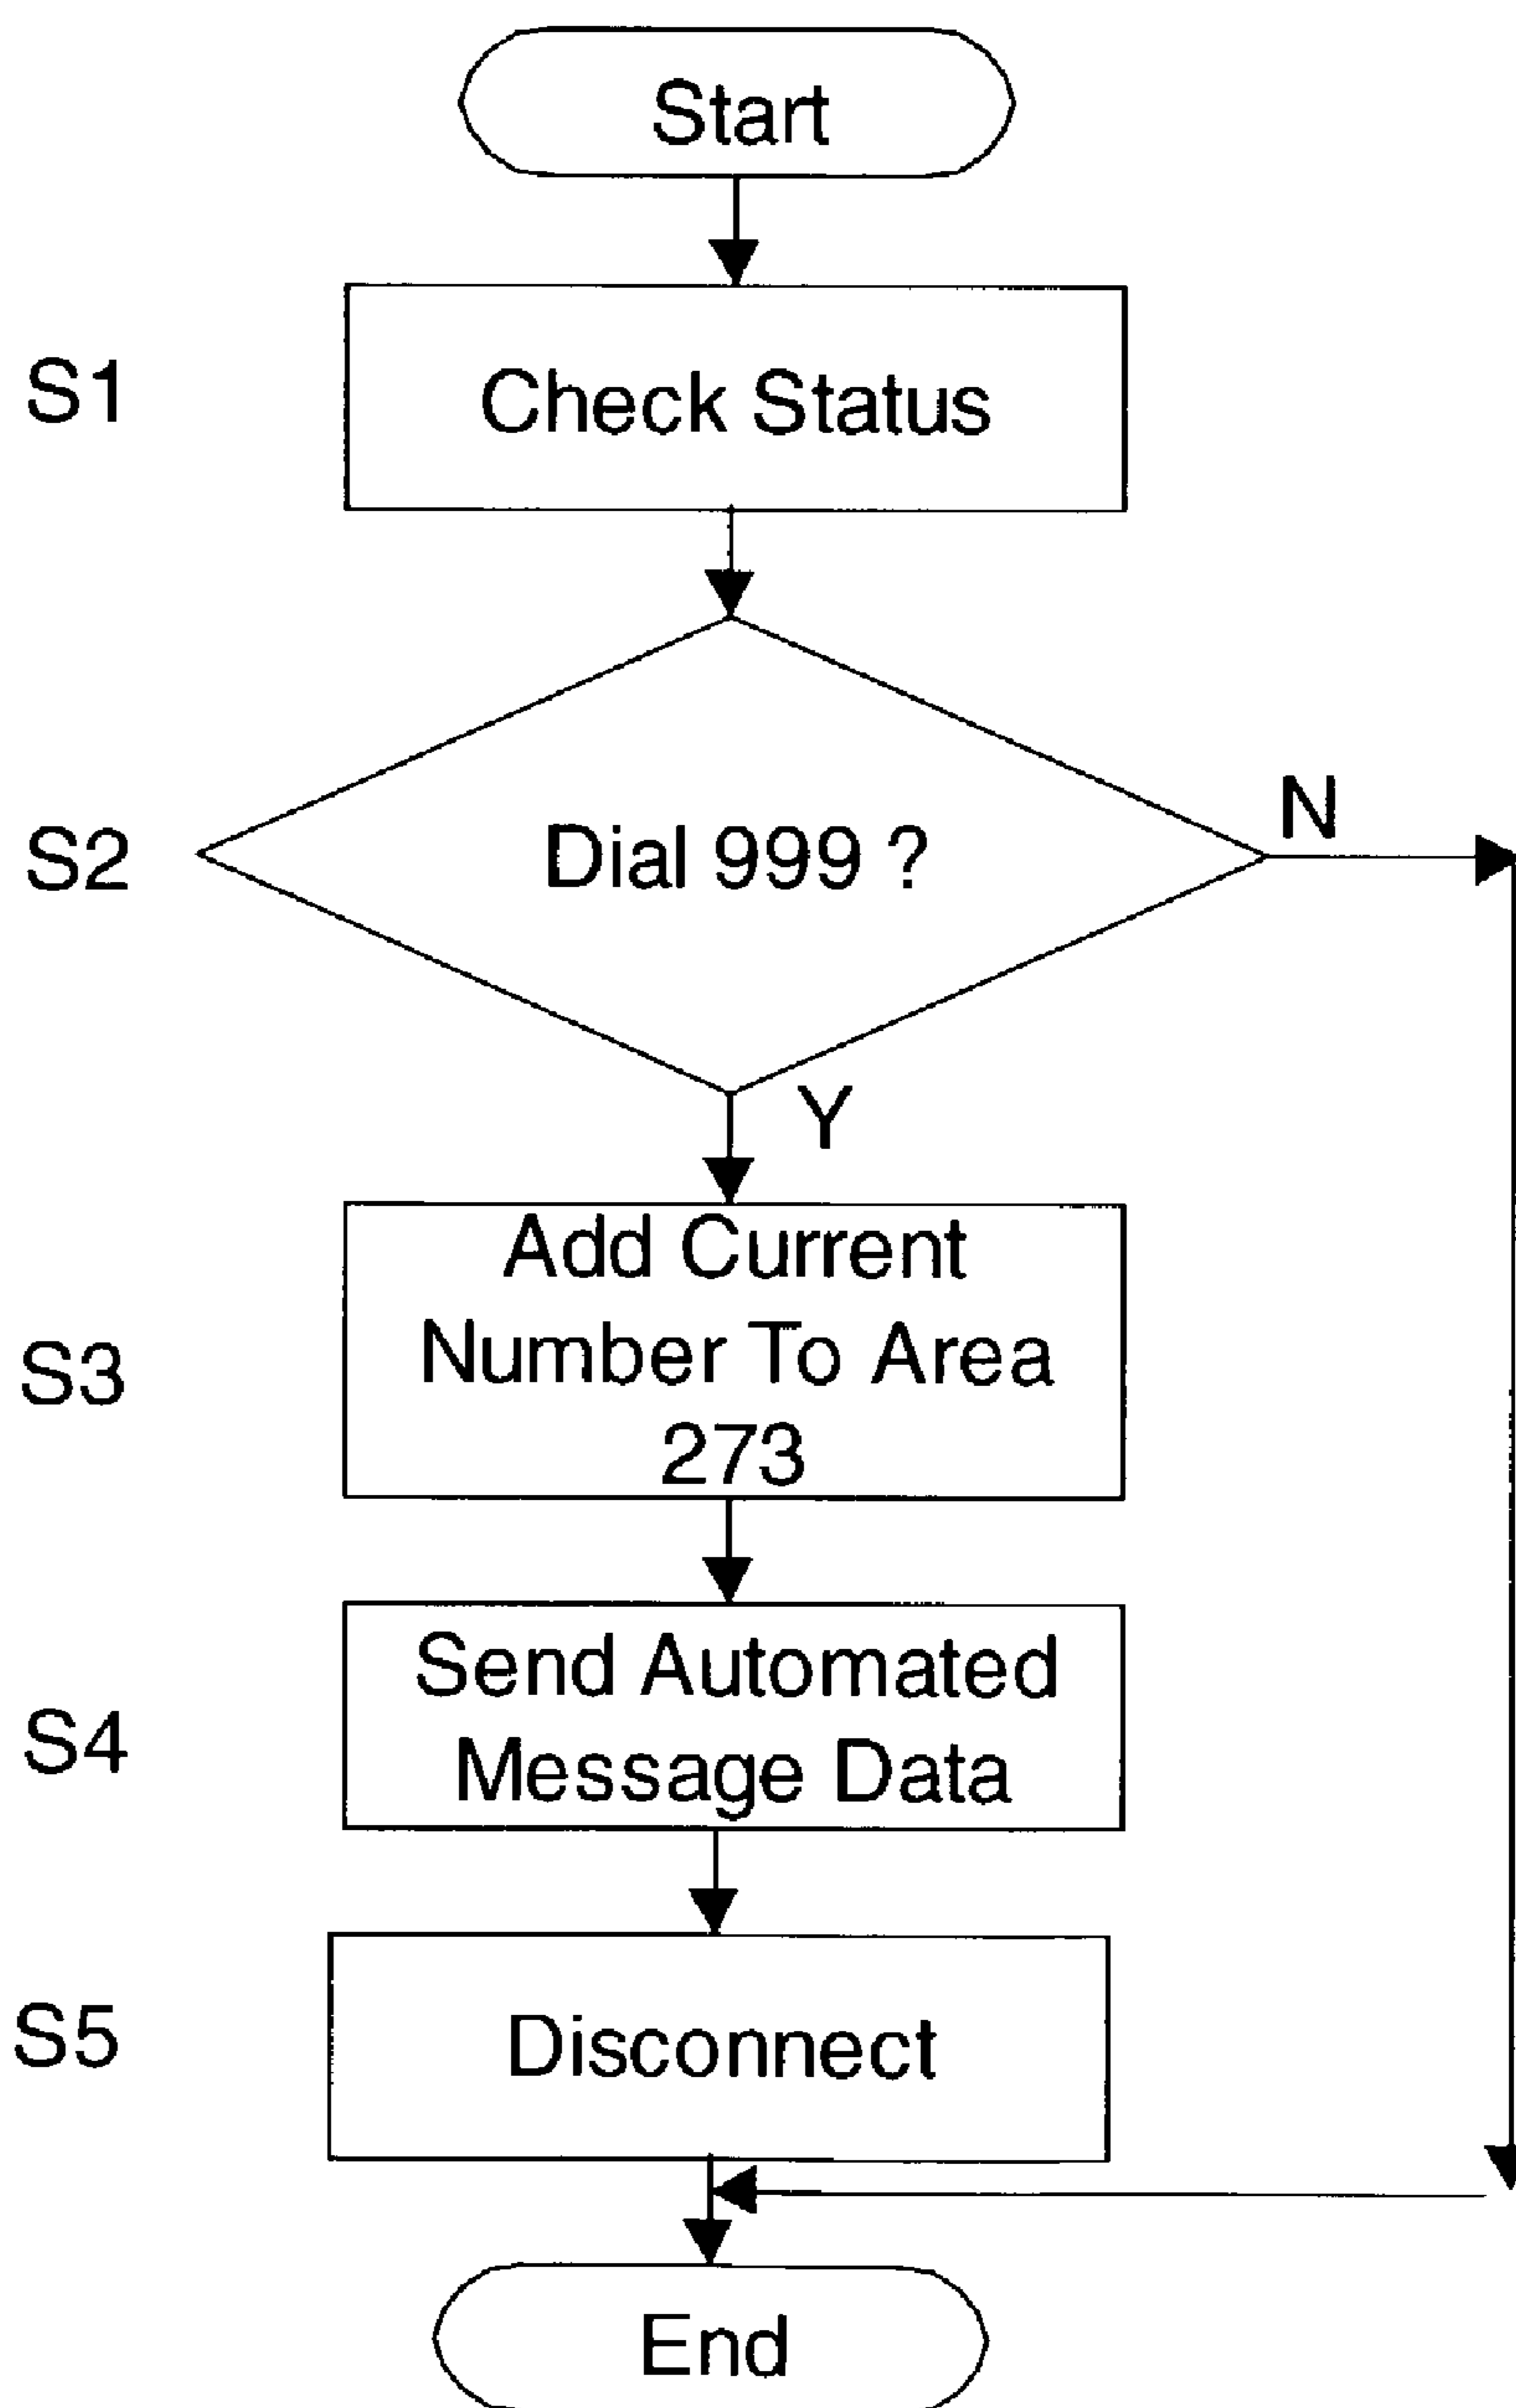 Start
S1
Check Status
S2
Dial 999 ?
N
Y
S3
Add Current
Number To Area
273
S4
Send Automated
Message Data
S5
Disconnect
End